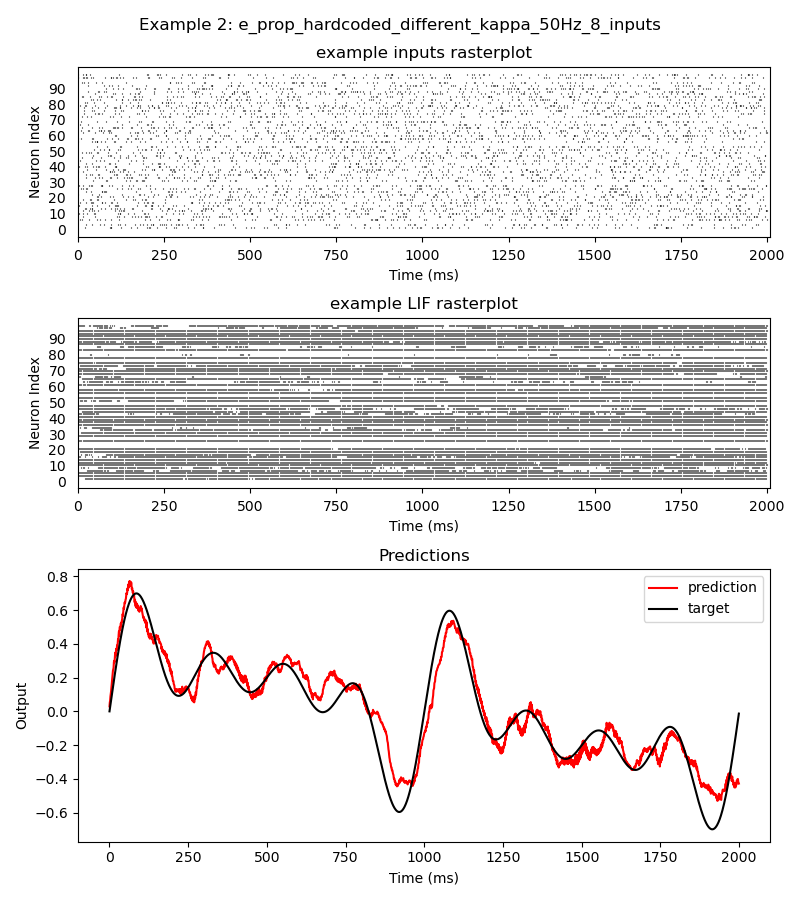 Example 2: e_prop_hardcoded_different_kappa_50Hz_8_inputs
example inputs rasterplot
Neuron Index
90
80
70
60
50
40
30
20
10
0
0 250 500 750 1000 1250 1500 1750 2000
Time (ms)
example LIF rasterplot
Neuron Index
90
80
70
60
50
40
30
20
10
0
0 250 500 750 1000 1250 1500 1750 2000
Time (ms)
Predictions
Output
0.8
0.6
0.4
0.2
0.0
−0.2
−0.4
−0.6
prediction
target
0 250 500 750 1000 1250 1500 1750 2000
Time (ms)